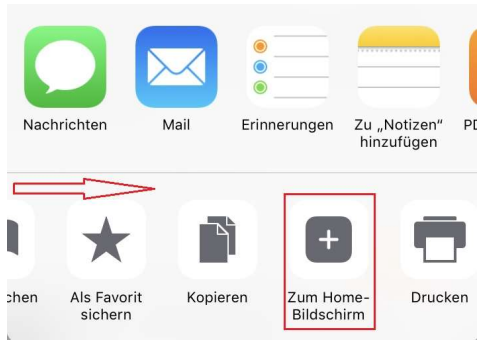 Nachrichten
Mail
Erinnerungen
Zu „Notizen“
hinzufügen
Als Favorit
sichern
Kopieren
Zum Home-
Bildschirm
Drucken